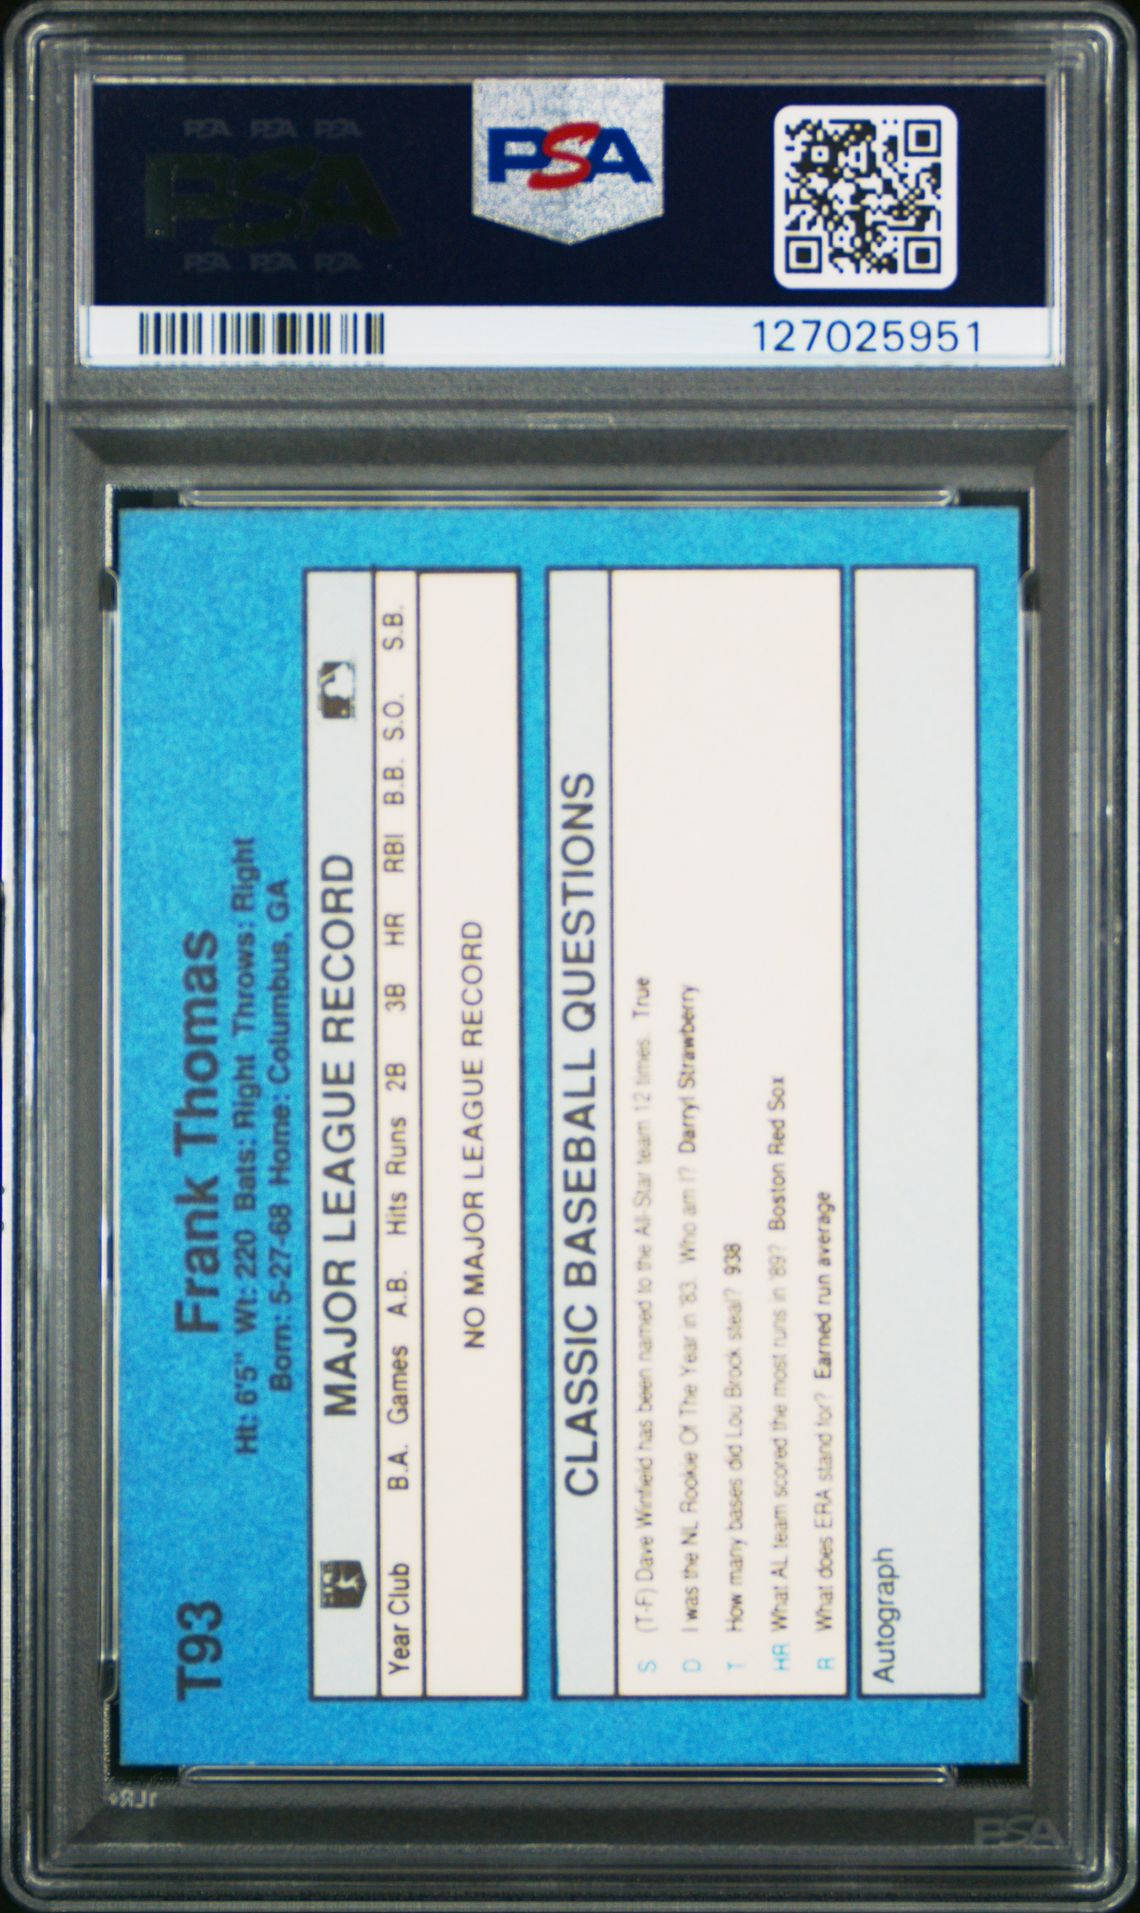 PSA PSA PSA
PSA
PSA PSA PSA
PSA
127025951
T93
Frank Thomas
Ht: 6'5" Wt: 220 Bats: Right Throws: Right
Born: 5-27-68 Home: Columbus, GA
MAJOR LEAGUE RECORD
Year Club B.A. Games A.B. Hits Runs 2B 3B HR RBI B.B. S.O. S.B.
NO MAJOR LEAGUE RECORD
CLASSIC BASEBALL QUESTIONS
S (T-F) Dave Winfield has been named to the All-Star team 12 times. True
D I was the NL Rookie Of The Year in '83. Who am I? Darryl Strawberry
T How many bases did Lou Brock steal? 938
HR What AL team scored the most runs in '89? Boston Red Sox
R What does ERA stand for? Earned run average
Autograph
PSA